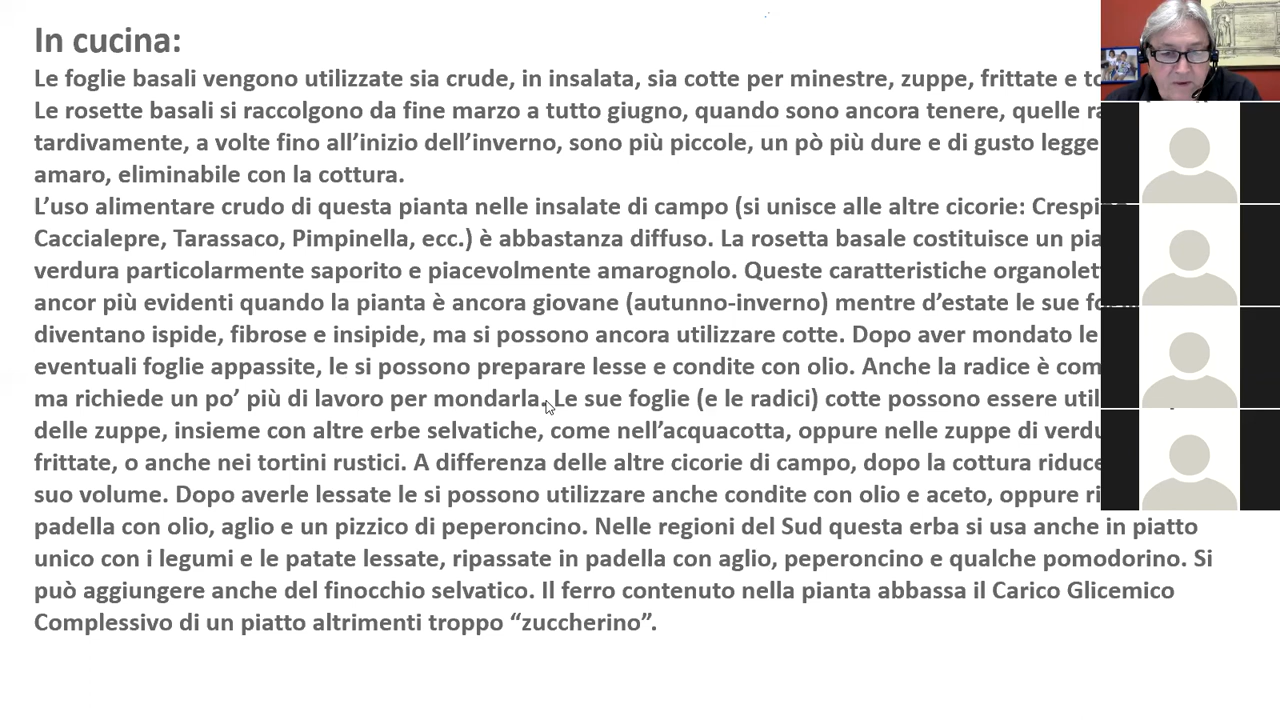 In cucina:
Le foglie basali vengono utilizzate sia crude, in insalata, sia cotte per minestre, zuppe, frittate e
Le rosette basali si raccolgono da fine marzo a tutto giugno, quando sono ancora tenere, quelle
tardivamente, a volte fino all’inizio dell’inverno, sono più piccole, un pò più dure e di gusto
amaro, eliminabile con la cottura.
L’uso alimentare crudo di questa pianta nelle insalate di campo (si unisce alle altre cicorie:
Caccialepre, Tarassaco, Pimpinella, ecc.) è abbastanza diffuso. La rosetta basale costituisce un
verdura particolarmente saporito e piacevolmente amarognolo. Queste caratteristiche
ancor più evidenti quando la pianta è ancora giovane (autunno-inverno) mentre d’estate le sue
diventano ispide, fibrose e insipide, ma si possono ancora utilizzare cotte. Dopo aver mondato le
eventuali foglie appassite, le si possono preparare lesse e condite con olio. Anche la radice è
ma richiede un po’ più di lavoro per mondarla. Le sue foglie (e le radici) cotte possono essere
delle zuppe, insieme con altre erbe selvatiche, come nell’acquacotta, oppure nelle zuppe di
frittate, o anche nei tortini rustici. A differenza delle altre cicorie di campo, dopo la cottura
suo volume. Dopo averle lessate le si possono utilizzare anche condite con olio e aceto, oppure
padella con olio, aglio e un pizzico di peperoncino. Nelle regioni del Sud questa erba si usa anche in piatto
unico con i legumi e le patate lessate, ripassate in padella con aglio, peperoncino e qualche pomodorino. Si
può aggiungere anche del finocchio selvatico. Il ferro contenuto nella pianta abbassa il Carico Glicemico
Complessivo di un piatto altrimenti troppo “zuccherino”.